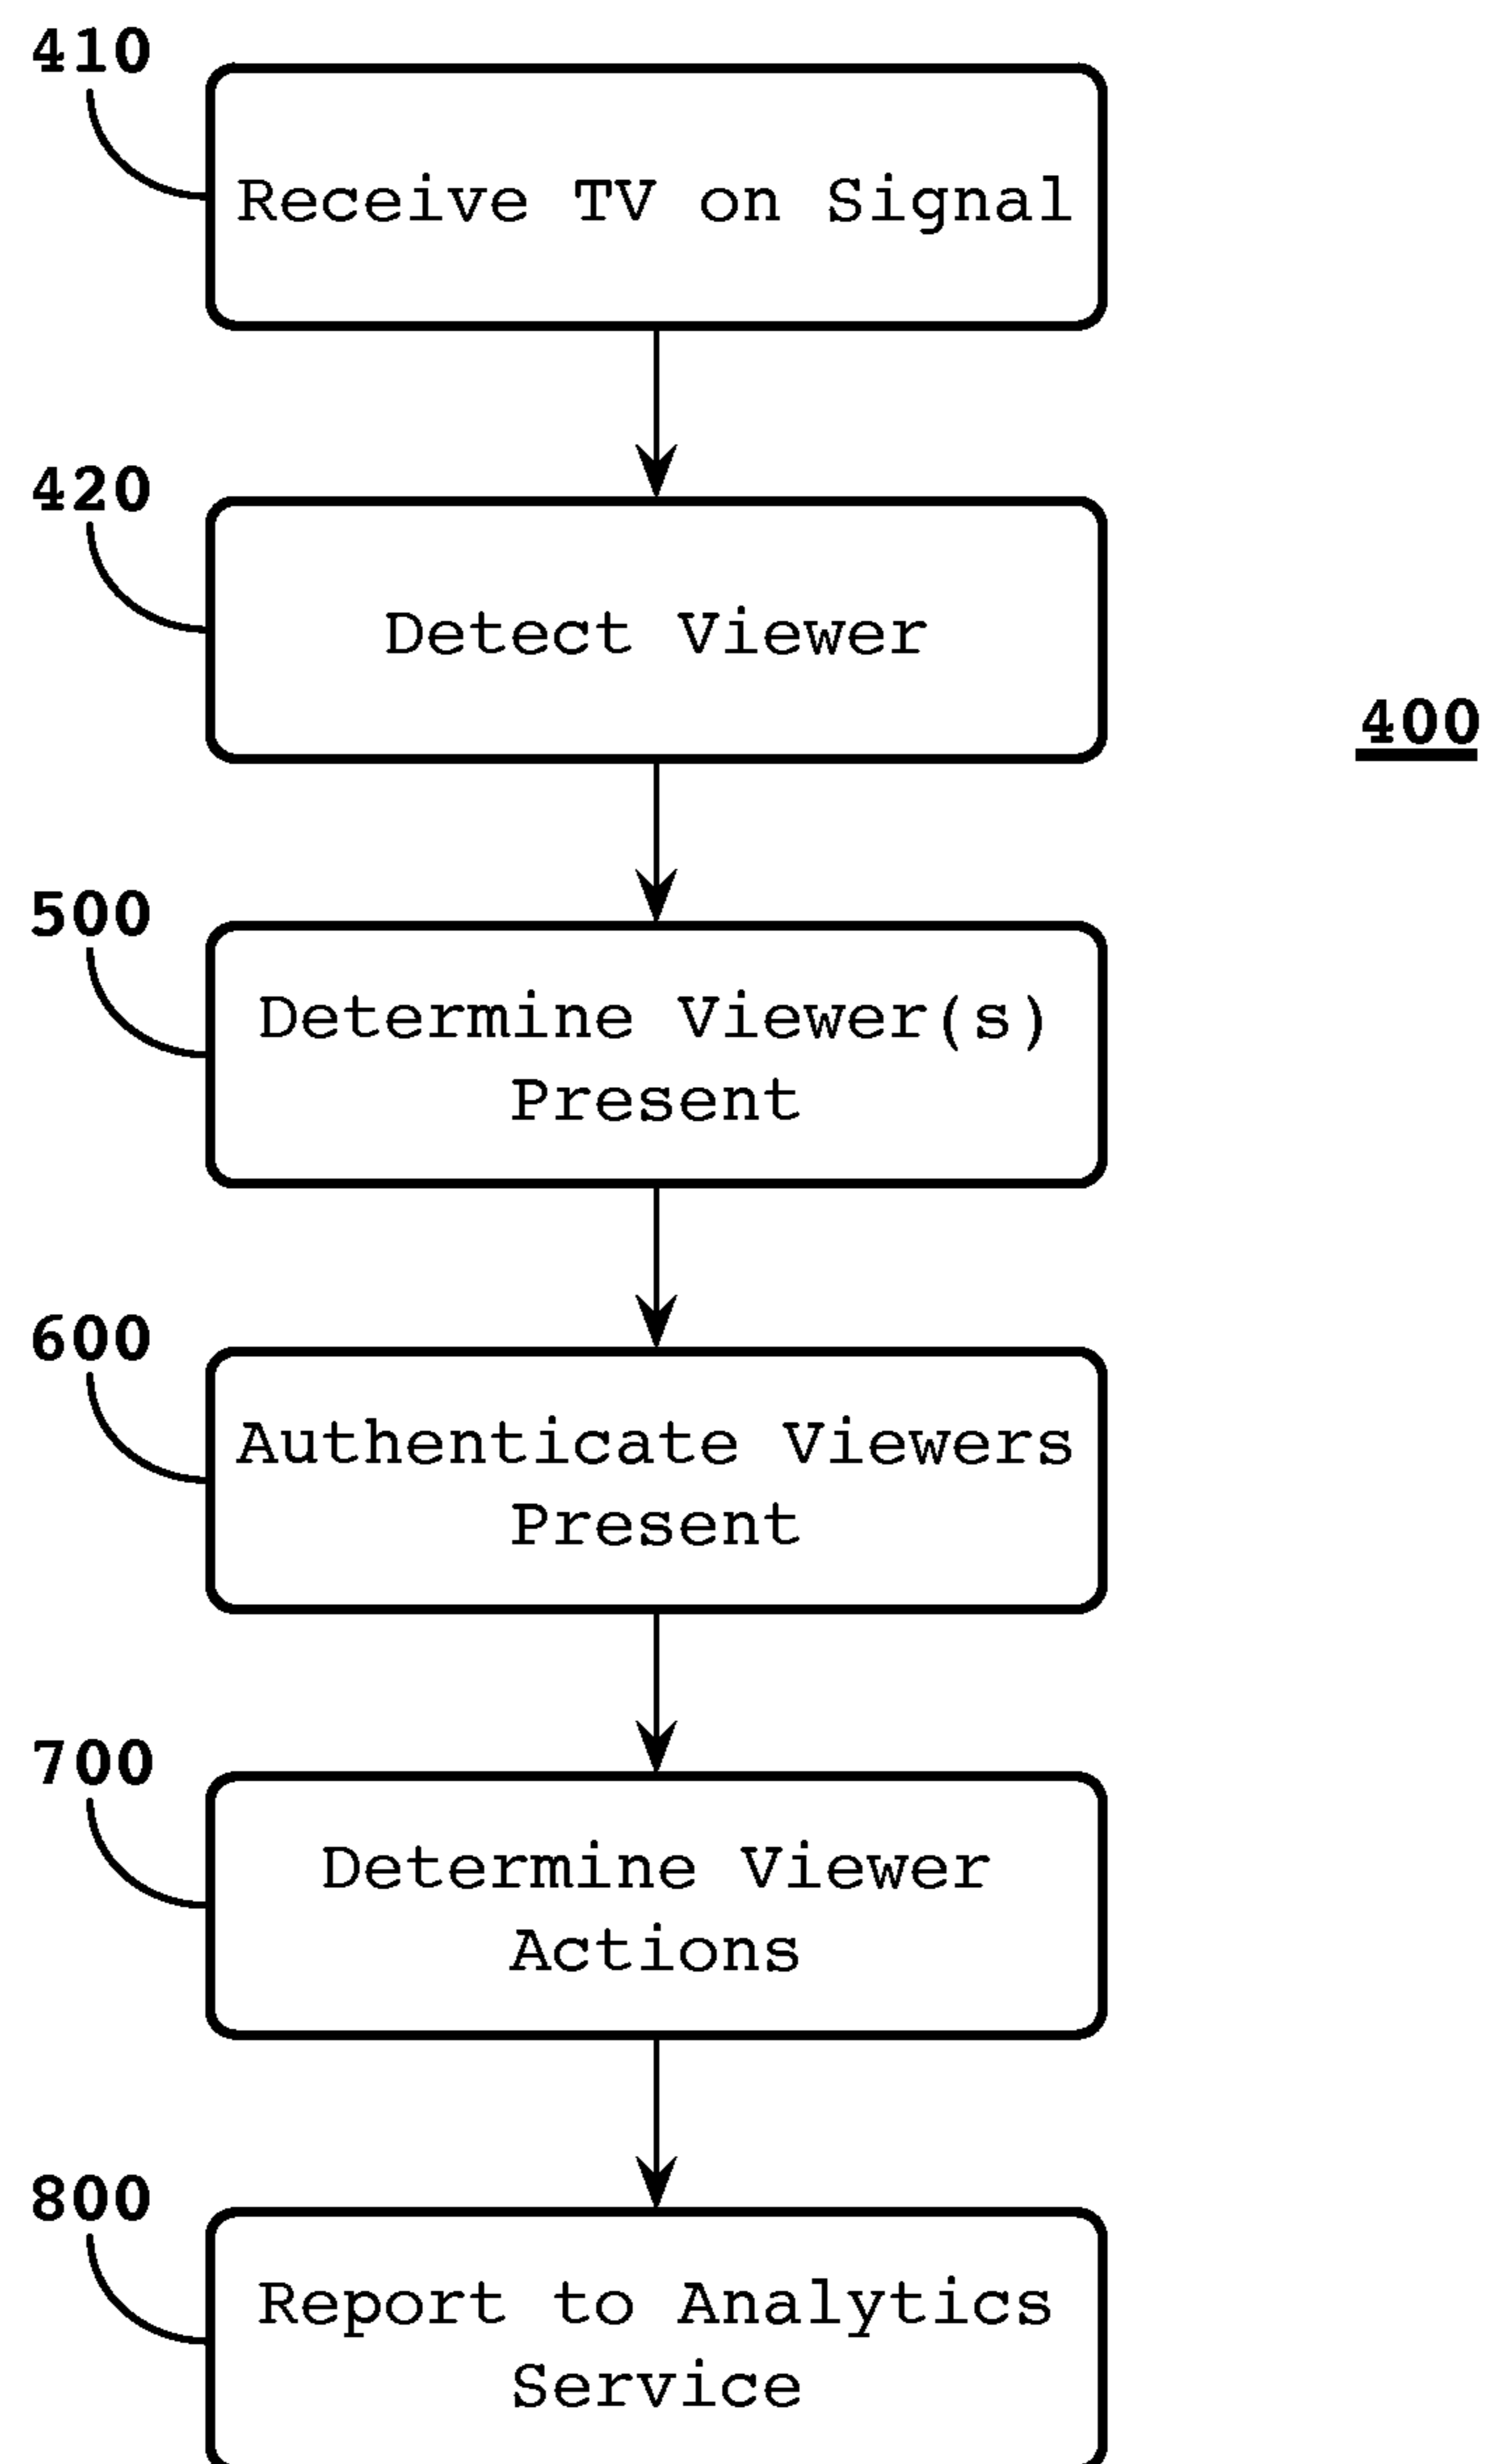 410
Receive TV on Signal
420
Detect Viewer
400
500
Determine Viewer(s)
Present
600
Authenticate Viewers
Present
700
Determine Viewer
Actions
800
Report to Analytics
Service